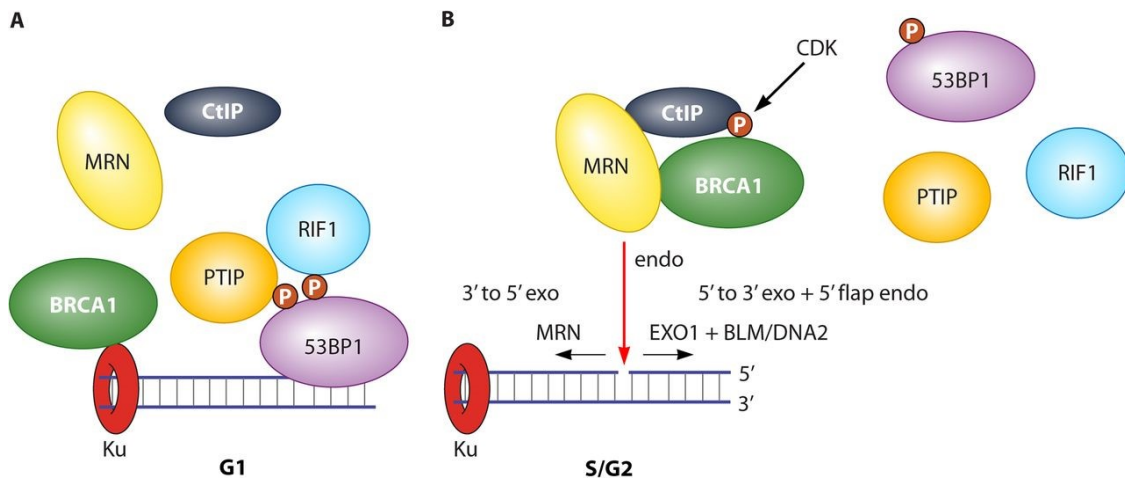 A
CtIP
MRN
RIF1
PTIP
BRCA1
P
P
53BP1
Ku
G1
B
P
CDK
53BP1
CtIP
P
MRN
BRCA1
PTIP
RIF1
endo
3′ to 5′ exo
5′ to 3′ exo + 5′ flap endo
MRN
EXO1 + BLM/DNA2
5′
3′
Ku
S/G2